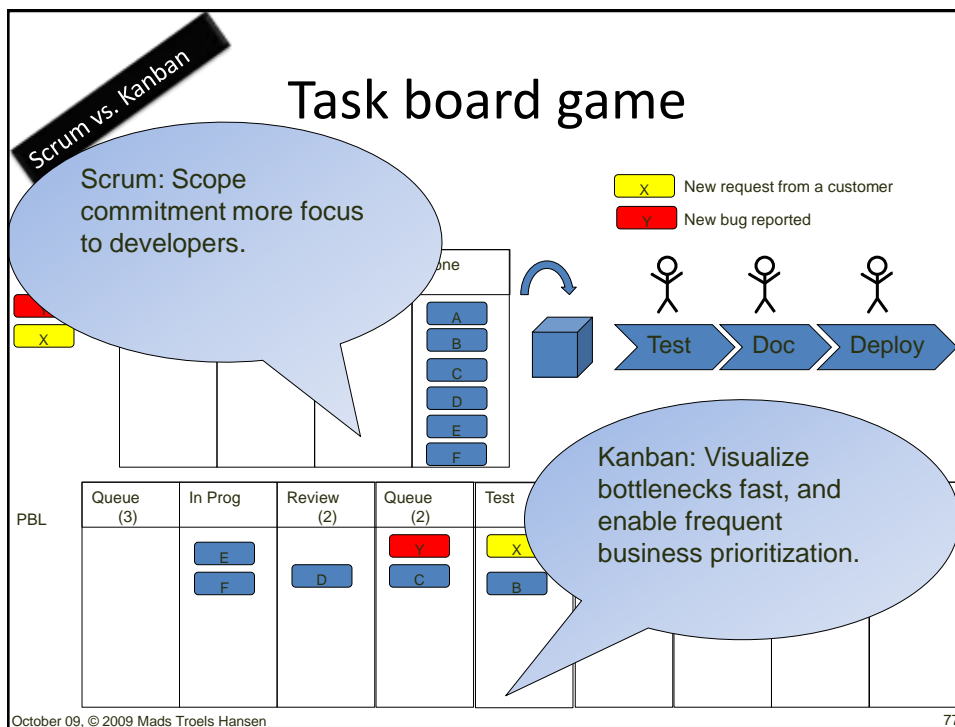 Scrum vs. Kanban
Task board game
Scrum: Scope
commitment more focus
to developers.
X New request from a customer
Y New bug reported
one
X
A
B
C
D
E
F
Test Doc Deploy
Kanban: Visualize
bottlenecks fast, and
enable frequent
business prioritization.
PBL
Queue
(3)
In Prog
Review
(2)
Queue
(2)
Test
E
F
D
Y
C
X
B
October 09, © 2009 Mads Troels Hansen
77